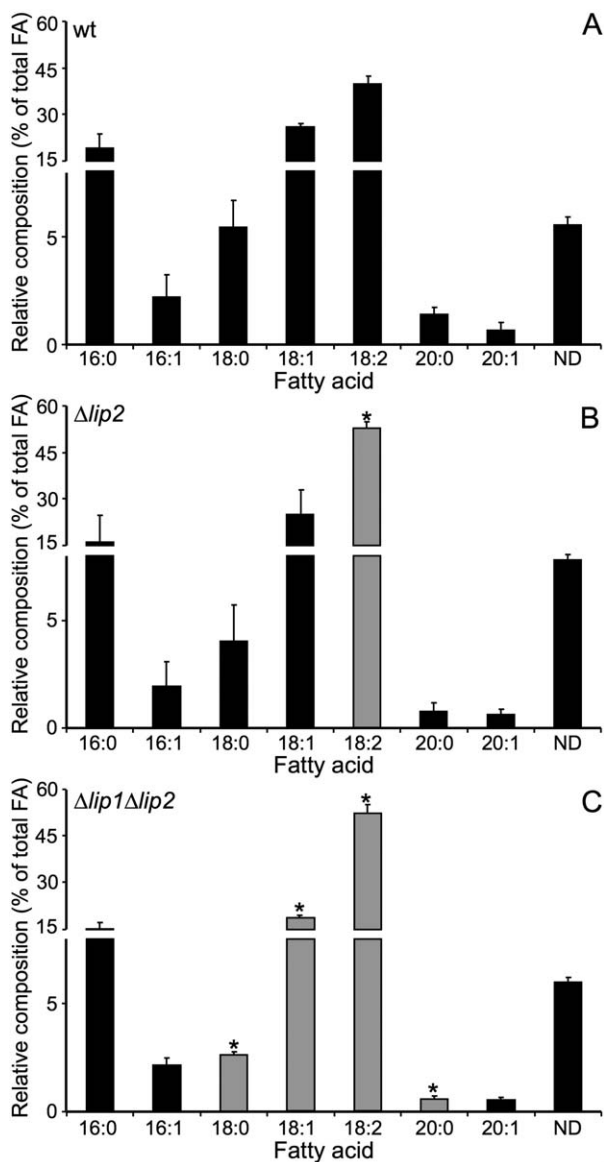 A
wt
Relative composition (% of total FA)
60
45
30
15
5
0
16:0 16:1 18:0 18:1 18:2 20:0 20:1 ND
Fatty acid
B
Δlip2
Relative composition (% of total FA)
60
45
30
15
5
0
*
16:0 16:1 18:0 18:1 18:2 20:0 20:1 ND
Fatty acid
C
Δlip1Δlip2
Relative composition (% of total FA)
60
45
30
15
5
0
* * * *
16:0 16:1 18:0 18:1 18:2 20:0 20:1 ND
Fatty acid